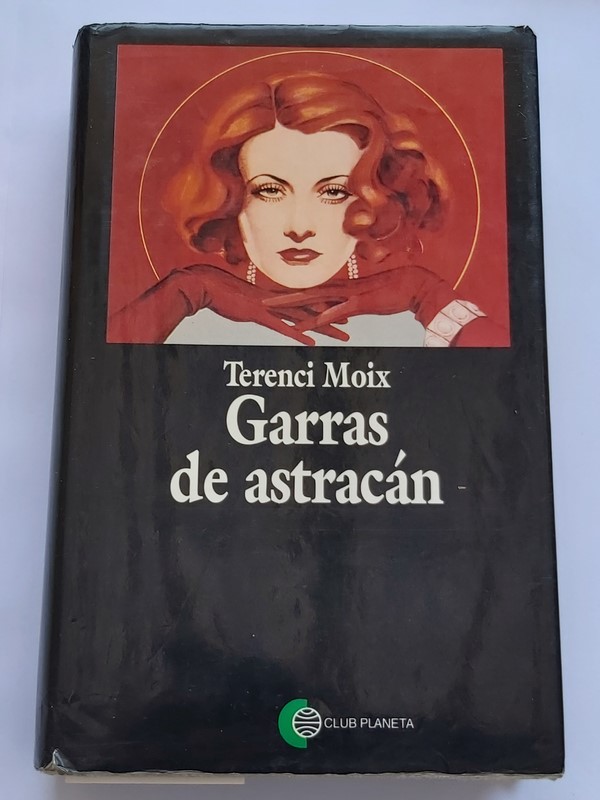 Terenci Moix
Garras
de astracán
CLUB PLANETA